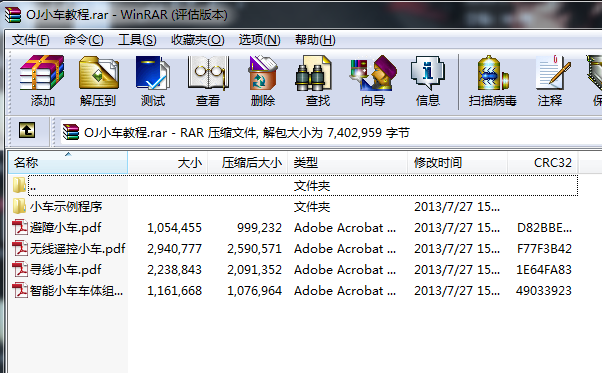 OJ小车教程.rar - WinRAR (评估版本)
文件(F) 命令(C) 工具(S) 收藏夹(O) 选项(N) 帮助(H)
添加 解压到 测试 查看 删除 查找 向导 信息 扫描病毒 注释 保
OJ小车教程.rar - RAR 压缩文件, 解包大小为 7,402,959 字节
名称 大小 压缩后大小 类型 修改时间 CRC32
.. 文件夹
小车示例程序 文件夹 2013/7/27 15...
避障小车.pdf 1,054,455 999,232 Adobe Acrobat ... 2013/7/27 15... D82BBE...
无线遥控小车.pdf 2,940,777 2,590,571 Adobe Acrobat ... 2013/7/27 15... F77F3B42
寻线小车.pdf 2,238,843 2,091,352 Adobe Acrobat ... 2013/7/27 15... 1E64FA83
智能小车车体组... 1,161,668 1,076,964 Adobe Acrobat ... 2013/7/27 15... 49033923